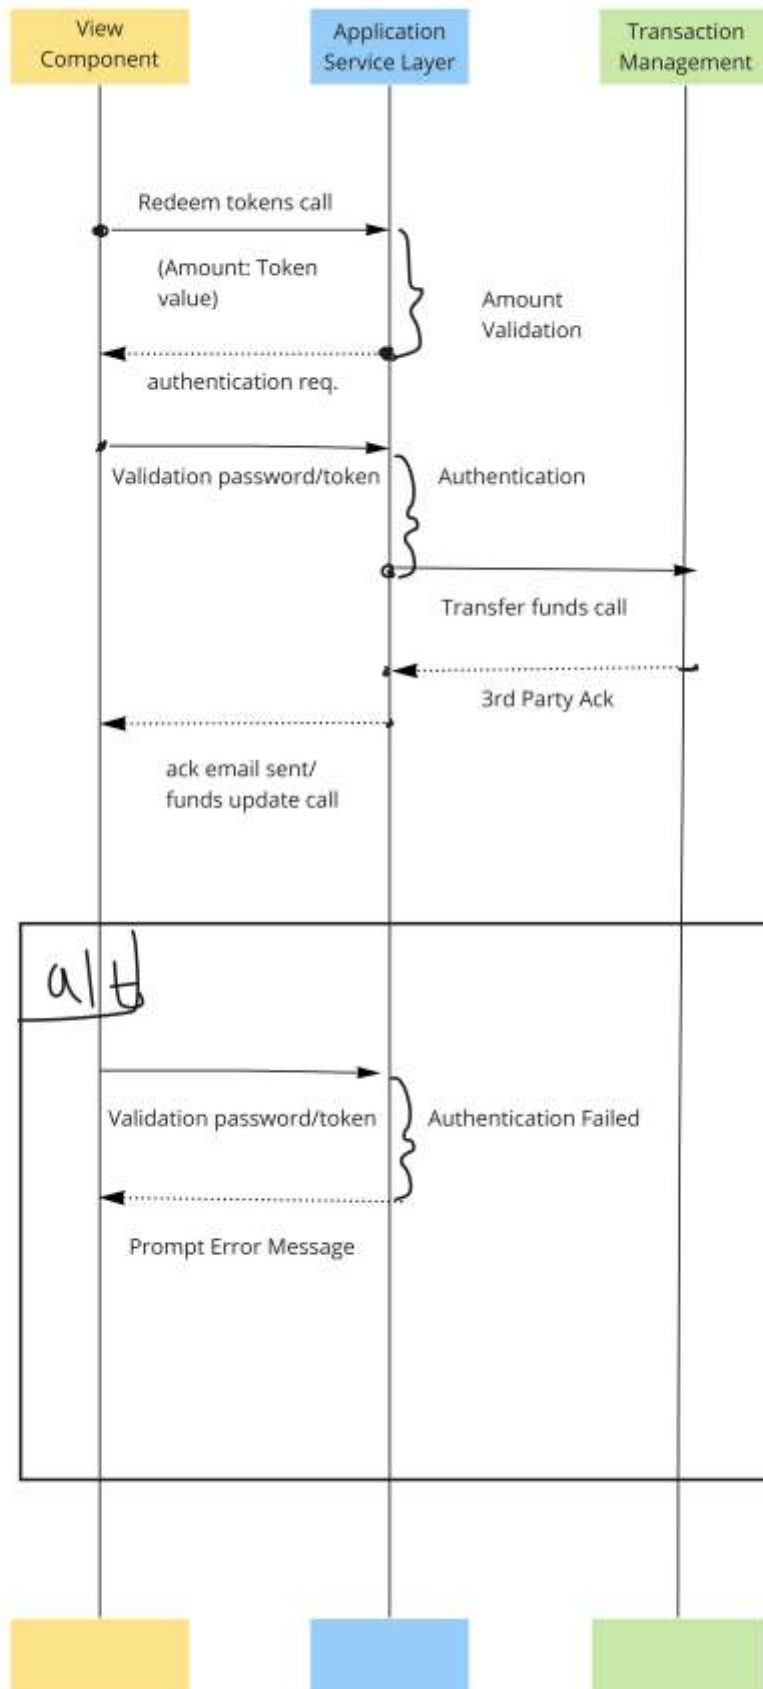 View
Component
Application
Service Layer
Transaction
Management
Redeem tokens call
(Amount: Token
value)
Amount
Validation
authentication req.
Validation password/token
Authentication
Transfer funds call
3rd Party Ack
ack email sent/
funds update call
alt
Validation password/token
Authentication Failed
Prompt Error Message